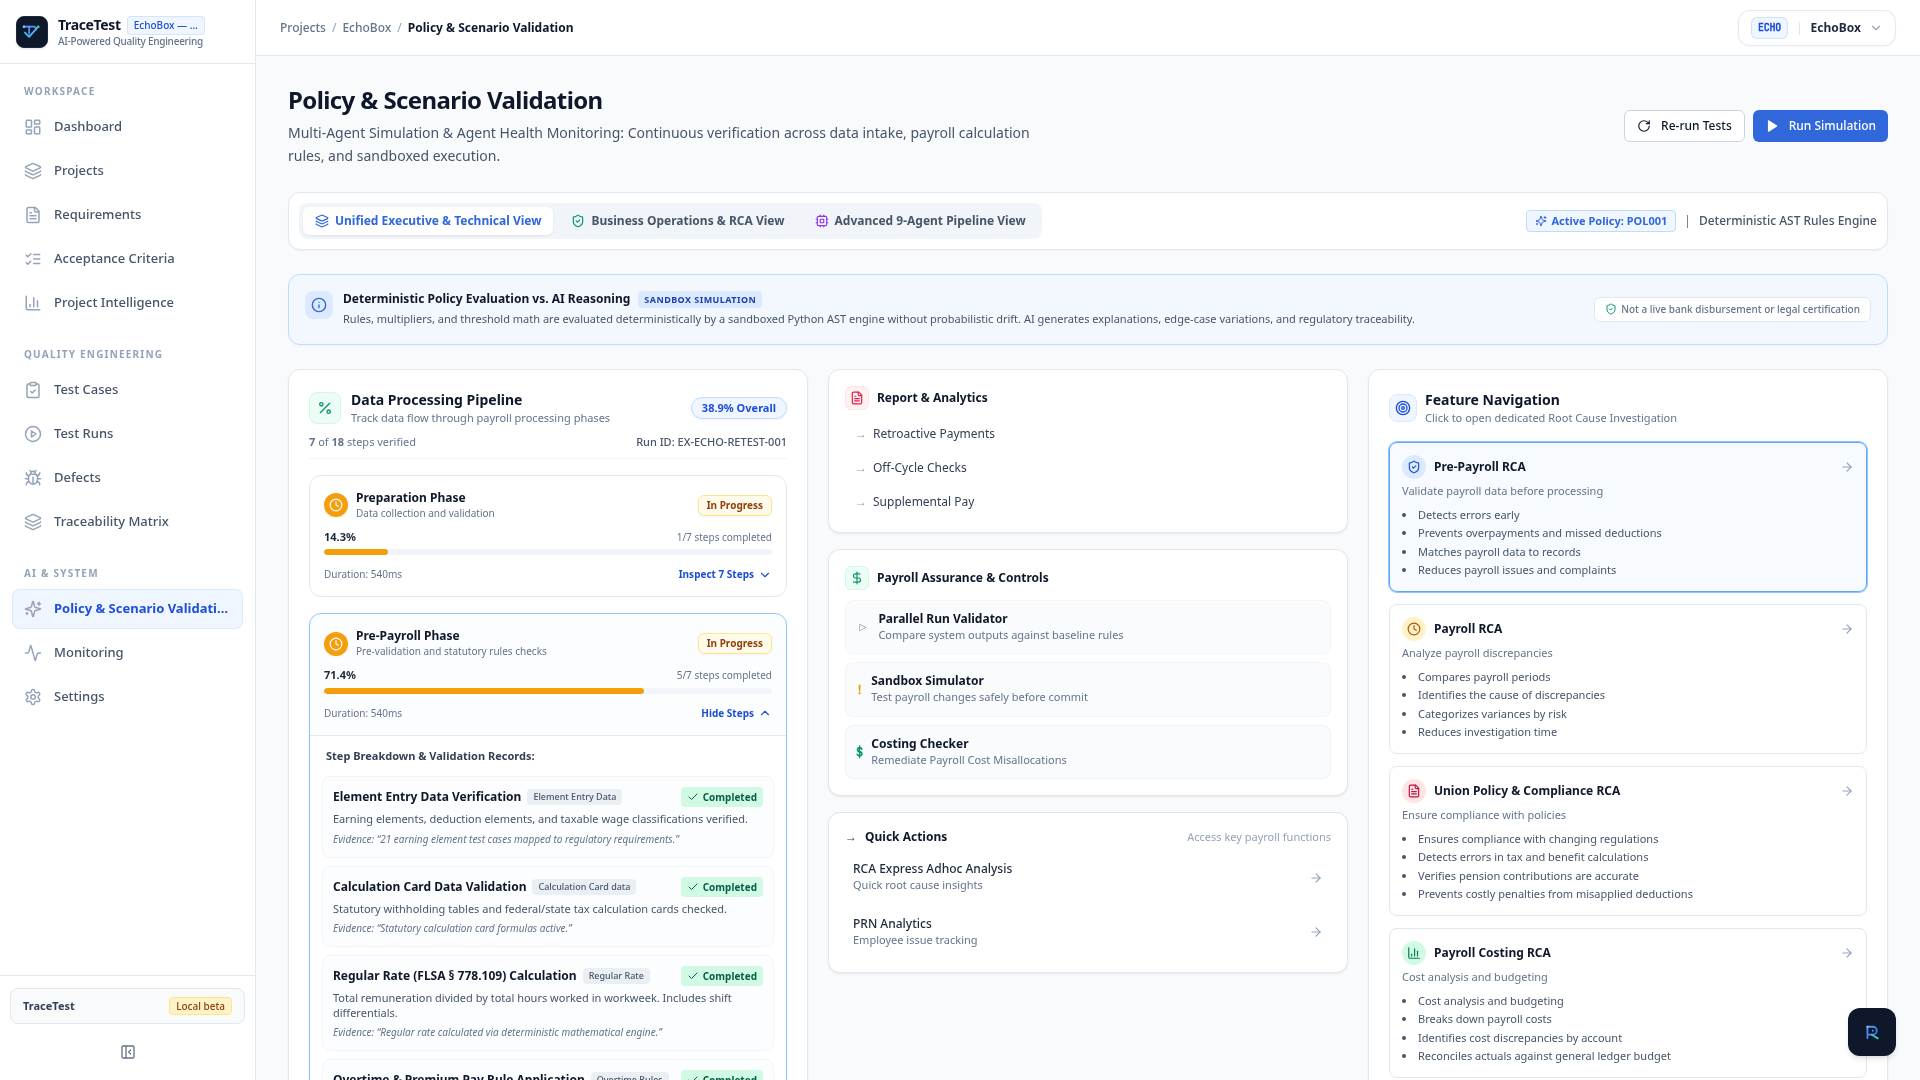 TraceTest
EchoBox — ...
AI-Powered Quality Engineering
WORKSPACE
Dashboard
Projects
Requirements
Acceptance Criteria
Project Intelligence
QUALITY ENGINEERING
Test Cases
Test Runs
Defects
Traceability Matrix
AI & SYSTEM
Policy & Scenario Validati...
Monitoring
Settings
TraceTest
Local beta
Projects / EchoBox / Policy & Scenario Validation
ECHO
EchoBox
Policy & Scenario Validation
Multi-Agent Simulation & Agent Health Monitoring: Continuous verification across data intake, payroll calculation
rules, and sandboxed execution.
Re-run Tests
Run Simulation
Unified Executive & Technical View
Business Operations & RCA View
Advanced 9-Agent Pipeline View
Active Policy: POL001
|
Deterministic AST Rules Engine
Deterministic Policy Evaluation vs. AI Reasoning
SANDBOX SIMULATION
Rules, multipliers, and threshold math are evaluated deterministically by a sandboxed Python AST engine without probabilistic drift. AI generates explanations, edge-case variations, and regulatory traceability.
Not a live bank disbursement or legal certification
Data Processing Pipeline
Track data flow through payroll processing phases
38.9% Overall
7 of 18 steps verified
Run ID: EX-ECHO-RETEST-001
Preparation Phase
Data collection and validation
In Progress
14.3%
1/7 steps completed
Duration: 540ms
Inspect 7 Steps
Pre-Payroll Phase
Pre-validation and statutory rules checks
In Progress
71.4%
5/7 steps completed
Duration: 540ms
Hide Steps
Step Breakdown & Validation Records:
Element Entry Data Verification
Element Entry Data
Completed
Earning elements, deduction elements, and taxable wage classifications verified.
Evidence: "21 earning element test cases mapped to regulatory requirements."
Calculation Card Data Validation
Calculation Card data
Completed
Statutory withholding tables and federal/state tax calculation cards checked.
Evidence: "Statutory calculation card formulas active."
Regular Rate (FLSA § 778.109) Calculation
Regular Rate
Completed
Total remuneration divided by total hours worked in workweek. Includes shift
differentials.
Evidence: "Regular rate calculated via deterministic mathematical engine."
Overtime & Premium Pay Rule Application
Overtime Rules
Completed
Report & Analytics
→ Retroactive Payments
→ Off-Cycle Checks
→ Supplemental Pay
$
Payroll Assurance & Controls
▷
Parallel Run Validator
Compare system outputs against baseline rules
!
Sandbox Simulator
Test payroll changes safely before commit
$
Costing Checker
Remediate Payroll Cost Misallocations
→ Quick Actions
Access key payroll functions
RCA Express Adhoc Analysis
Quick root cause insights
PRN Analytics
Employee issue tracking
Feature Navigation
Click to open dedicated Root Cause Investigation
Pre-Payroll RCA
Validate payroll data before processing
• Detects errors early
• Prevents overpayments and missed deductions
• Matches payroll data to records
• Reduces payroll issues and complaints
Payroll RCA
Analyze payroll discrepancies
• Compares payroll periods
• Identifies the cause of discrepancies
• Categorizes variances by risk
• Reduces investigation time
Union Policy & Compliance RCA
Ensure compliance with policies
• Ensures compliance with changing regulations
• Detects errors in tax and benefit calculations
• Verifies pension contributions are accurate
• Prevents costly penalties from misapplied deductions
Payroll Costing RCA
Cost analysis and budgeting
• Cost analysis and budgeting
• Breaks down payroll costs
• Identifies cost discrepancies by account
• Reconciles actuals against general ledger budget